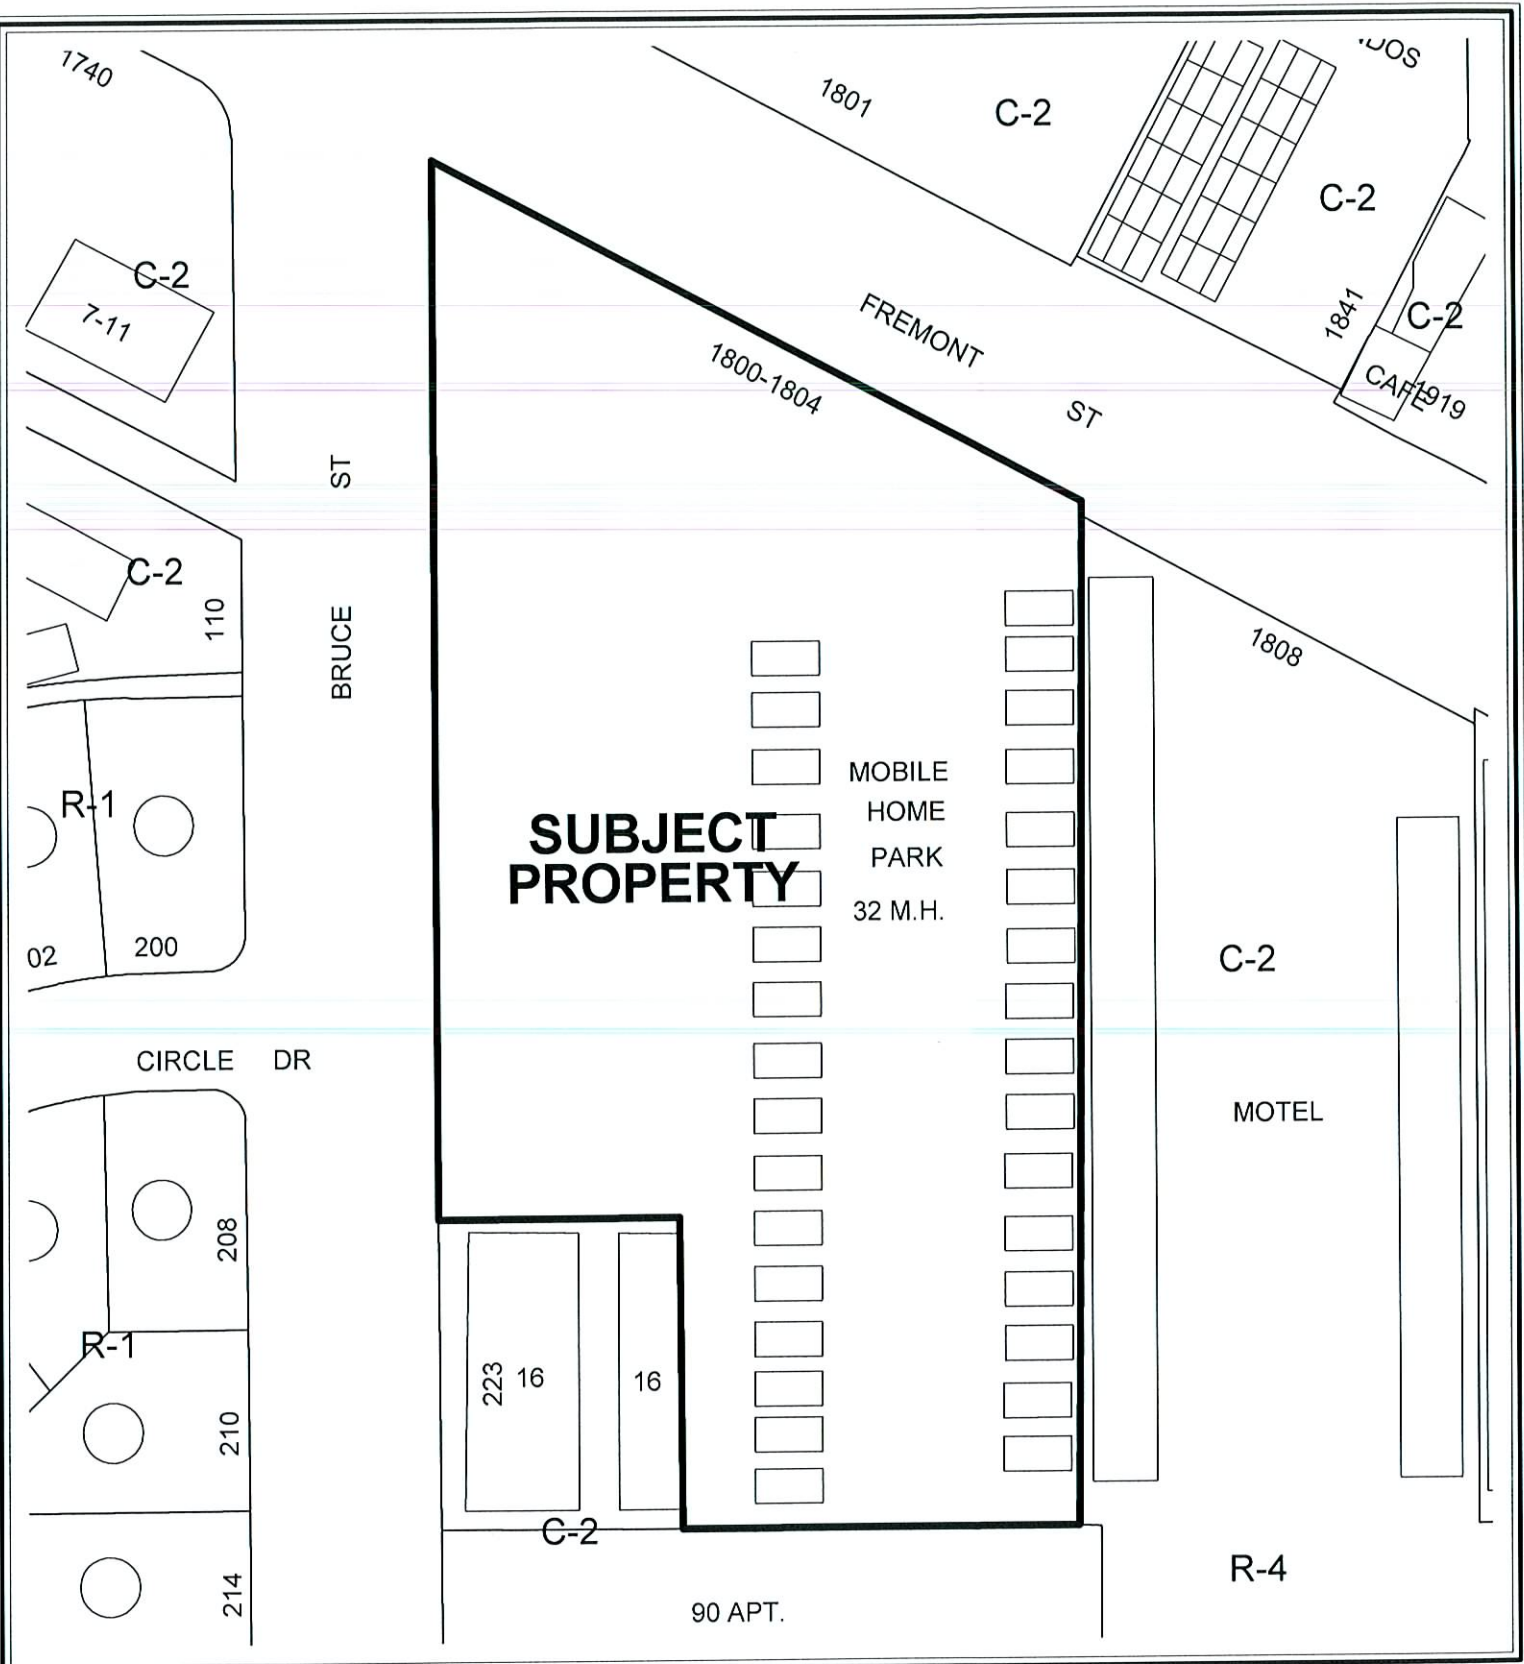 1740
1801
C-2
C-2
C-2
7-11
FREMONT
ST
1841
C-2
CAFE
1919
1800-1804
ST
BRUCE
C-2
110
1808
R-1
MOBILE
HOME
PARK
32 M.H.
SUBJECT
PROPERTY
02
200
C-2
CIRCLE DR
MOTEL
208
R-1
223
16
16
210
C-2
R-4
214
90 APT.